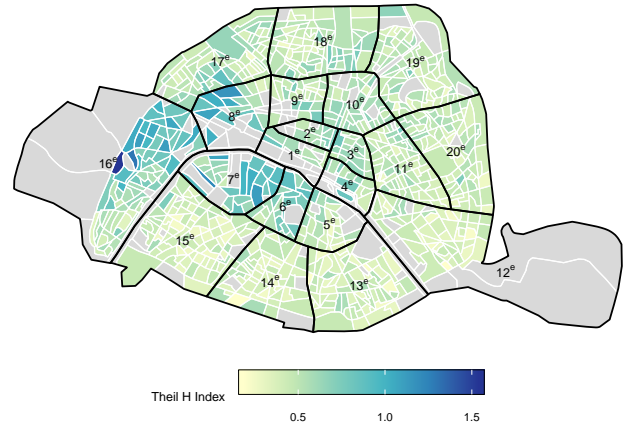 18ᵉ
17ᵉ
19ᵉ
9ᵉ
10ᵉ
8ᵉ
2ᵉ
1ᵉ
3ᵉ
20ᵉ
16ᵉ
11ᵉ
7ᵉ
4ᵉ
6ᵉ
5ᵉ
15ᵉ
12ᵉ
14ᵉ
13ᵉ
Theil H Index
0.5 1.0 1.5